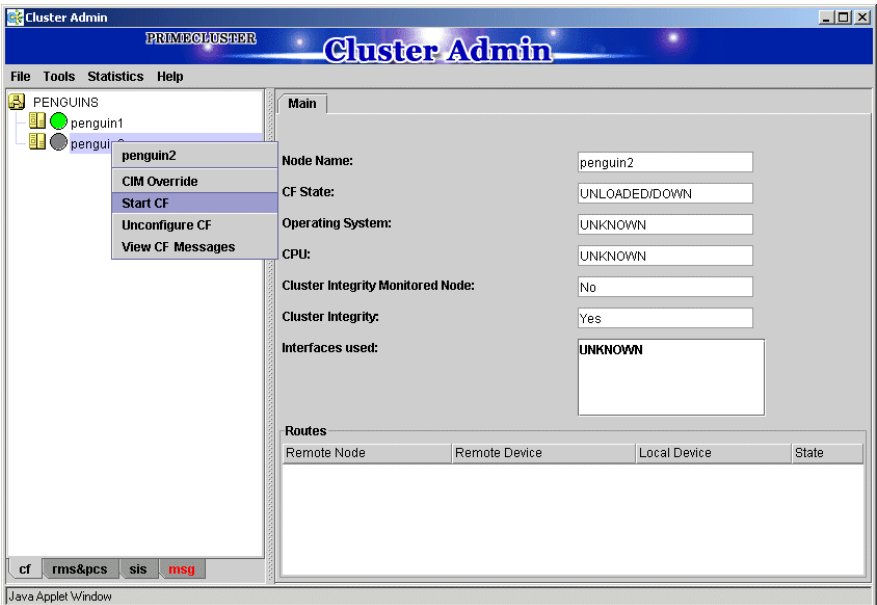 Cluster Admin
PRIMECLUSTER
Cluster Admin
File Tools Statistics Help
PENGUINS
penguin1
penguin2
CIM Override
Start CF
Unconfigure CF
View CF Messages
Main
Node Name: penguin2
CF State: UNLOADED/DOWN
Operating System: UNKNOWN
CPU: UNKNOWN
Cluster Integrity Monitored Node: No
Cluster Integrity: Yes
Interfaces used: UNKNOWN
Routes
Remote Node Remote Device Local Device State
cf rms&pcs sis msg
Java Applet Window